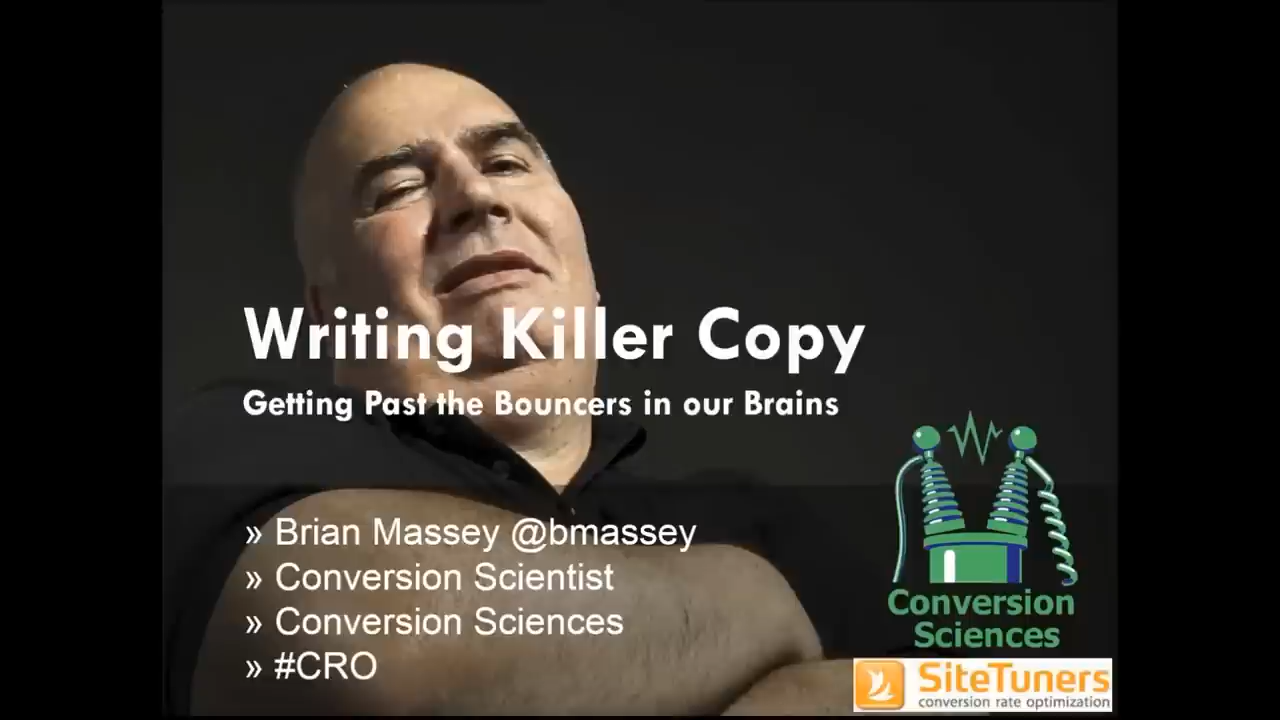 Writing Killer Copy
Getting Past the Bouncers in our Brains
» Brian Massey @bmassey
» Conversion Scientist
» Conversion Sciences
» #CRO
Conversion
Sciences
SiteTuners
conversion rate optimization